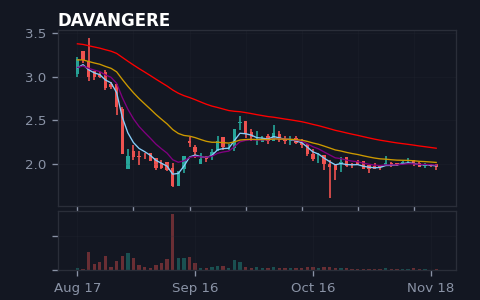 DAVANGERE
3.5
3.0
2.5
2.0
Aug 17
Sep 16
Oct 16
Nov 18